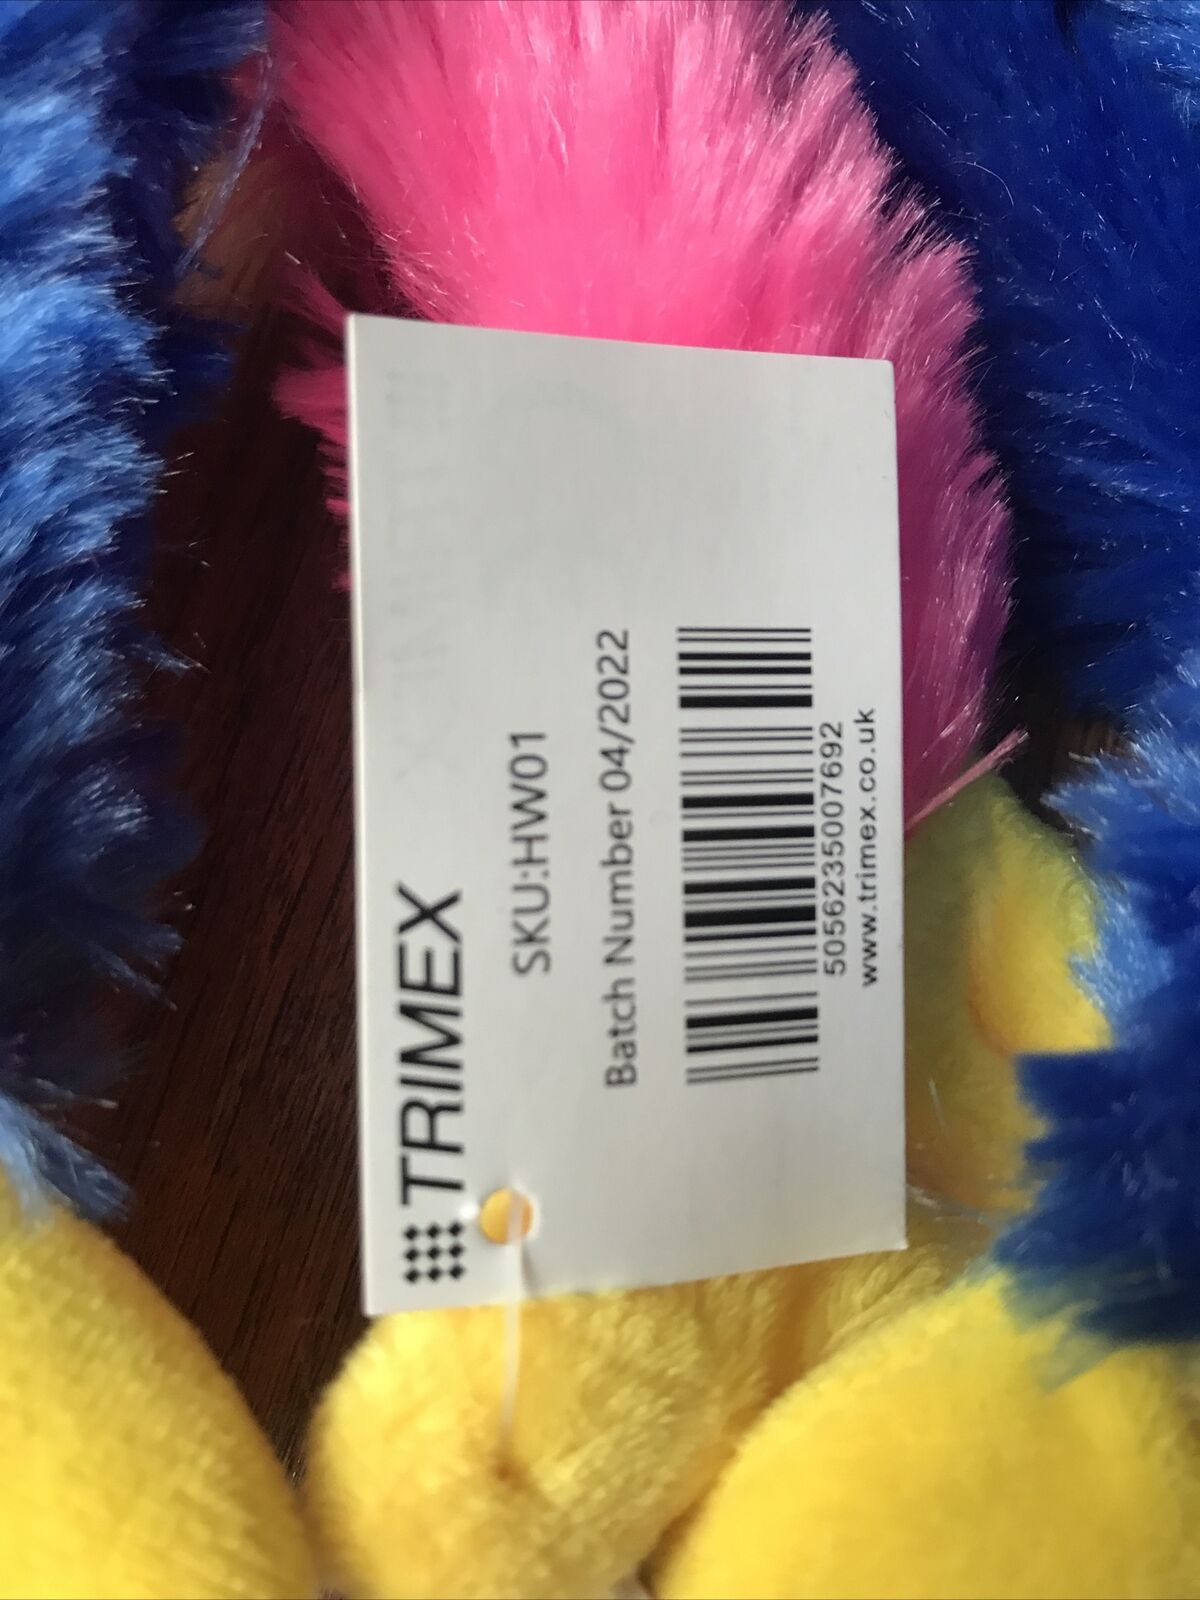 TRIMEX
SKU:HW01
Batch Number 04/2022
5056235007692
www.trimex.co.uk